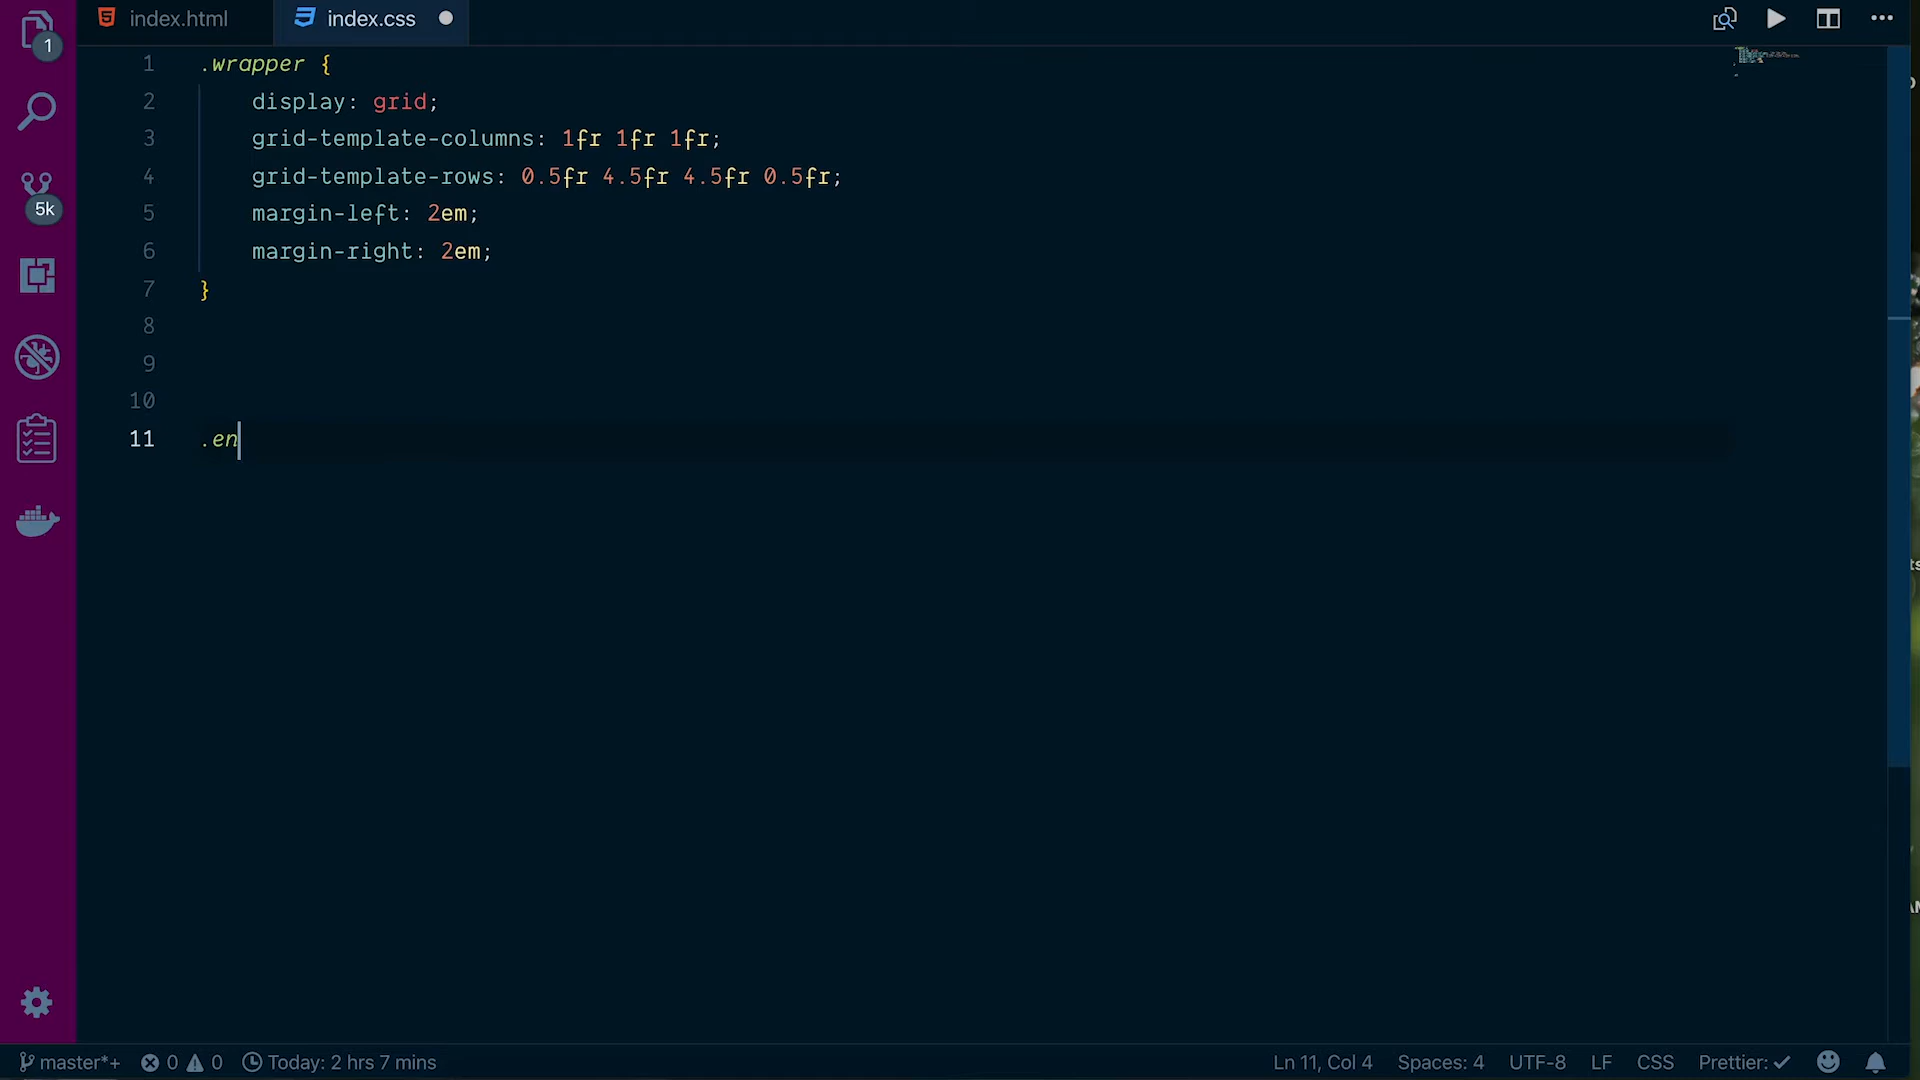 index.html
index.css
1
5k
1 .wrapper {
2 display: grid;
3 grid-template-columns: 1fr 1fr 1fr;
4 grid-template-rows: 0.5fr 4.5fr 4.5fr 0.5fr;
5 margin-left: 2em;
6 margin-right: 2em;
7 }
8
9
10
11 .en
master*+ 0 0 Today: 2 hrs 7 mins Ln 11, Col 4 Spaces: 4 UTF-8 LF CSS Prettier: ✓